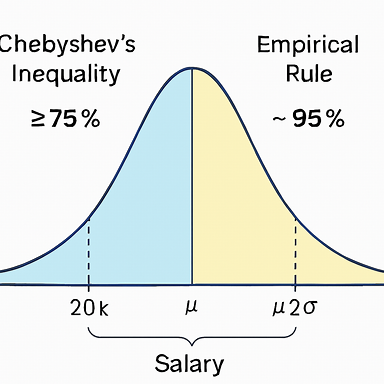 Chebyshev's
Inequality
≥75%
Empirical
Rule
~ 95%
20k
μ
μ2σ
Salary